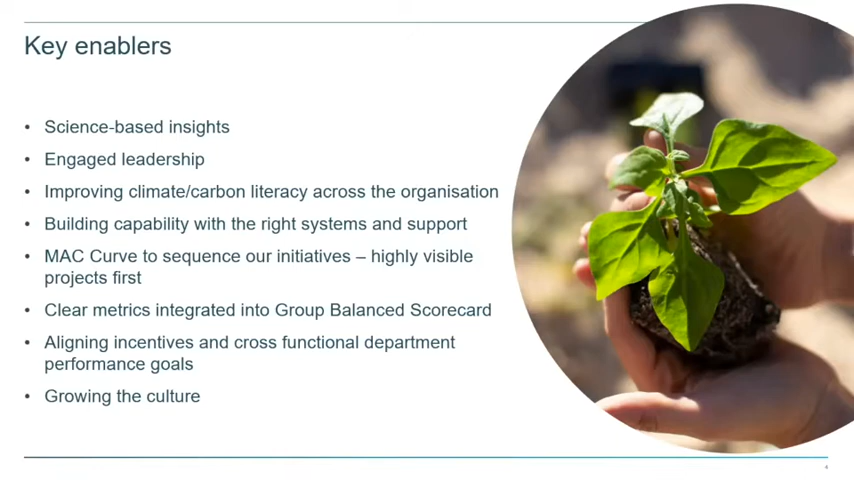 Key enablers
• Science-based insights
• Engaged leadership
• Improving climate/carbon literacy across the organisation
• Building capability with the right systems and support
• MAC Curve to sequence our initiatives – highly visible
projects first
• Clear metrics integrated into Group Balanced Scorecard
• Aligning incentives and cross functional department
performance goals
• Growing the culture
4